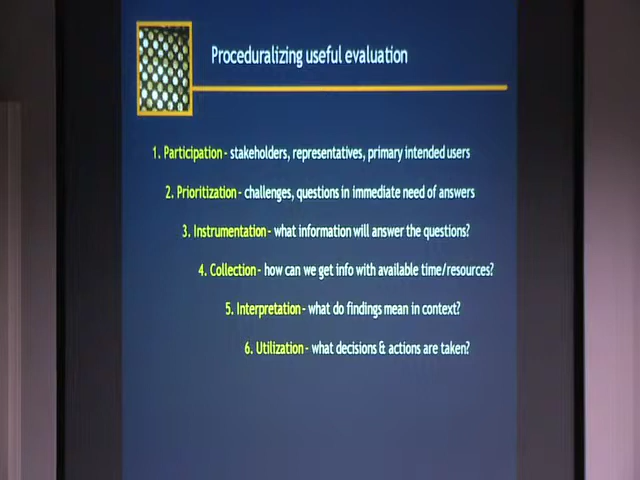 Proceduralizing useful evaluation
1. Participation - stakeholders, representatives, primary intended users
2. Prioritization - challenges, questions in immediate need of answers
3. Instrumentation - what information will answer the questions?
4. Collection - how can we get info with available time/resources?
5. Interpretation - what do findings mean in context?
6. Utilization - what decisions & actions are taken?